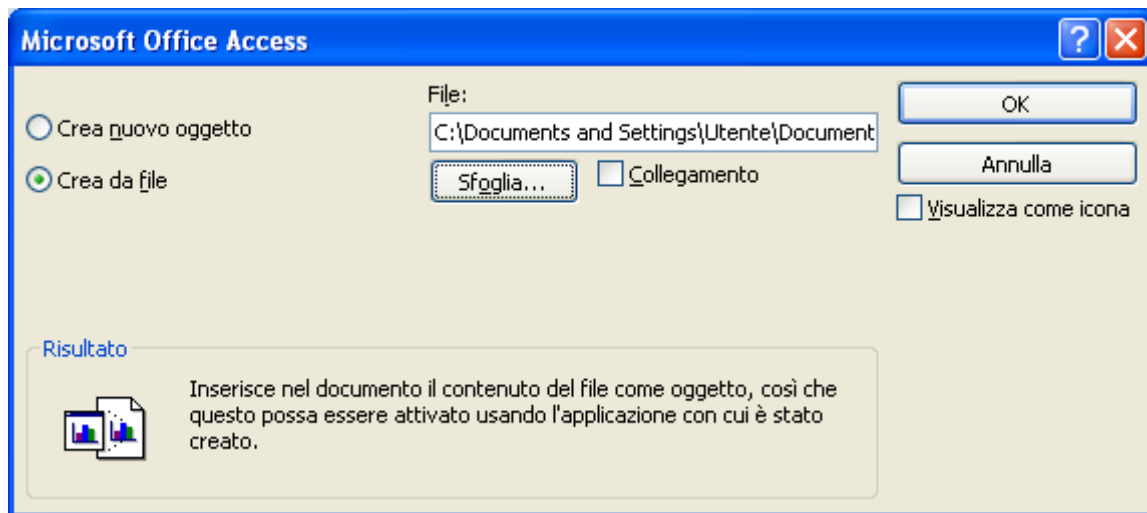 Microsoft Office Access
File:
Crea nuovo oggetto
C:\Documents and Settings\Utente\Document
OK
Crea da file
Sfoglia...
Collegamento
Annulla
Visualizza come icona
Risultato
Inserisce nel documento il contenuto del file come oggetto, così che
questo possa essere attivato usando l'applicazione con cui è stato
creato.